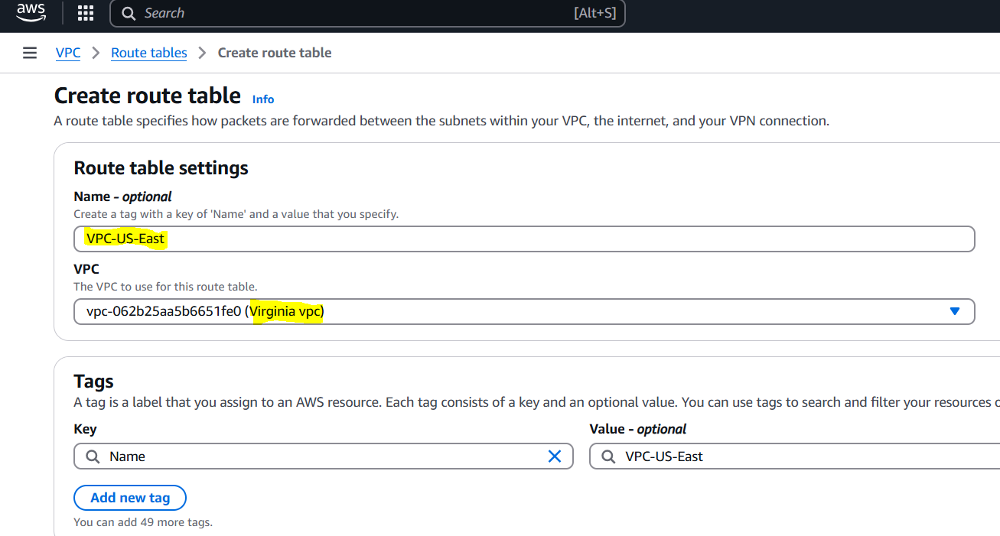 aws Search [Alt+S]
VPC > Route tables > Create route table
Create route table Info
A route table specifies how packets are forwarded between the subnets within your VPC, the internet, and your VPN connection.
Route table settings
Name - optional
Create a tag with a key of 'Name' and a value that you specify.
VPC-US-East
VPC
The VPC to use for this route table.
vpc-062b25aa5b6651fe0 (Virginia vpc)
Tags
A tag is a label that you assign to an AWS resource. Each tag consists of a key and an optional value. You can use tags to search and filter your resources
Key
Value - optional
Name
VPC-US-East
Add new tag
You can add 49 more tags.